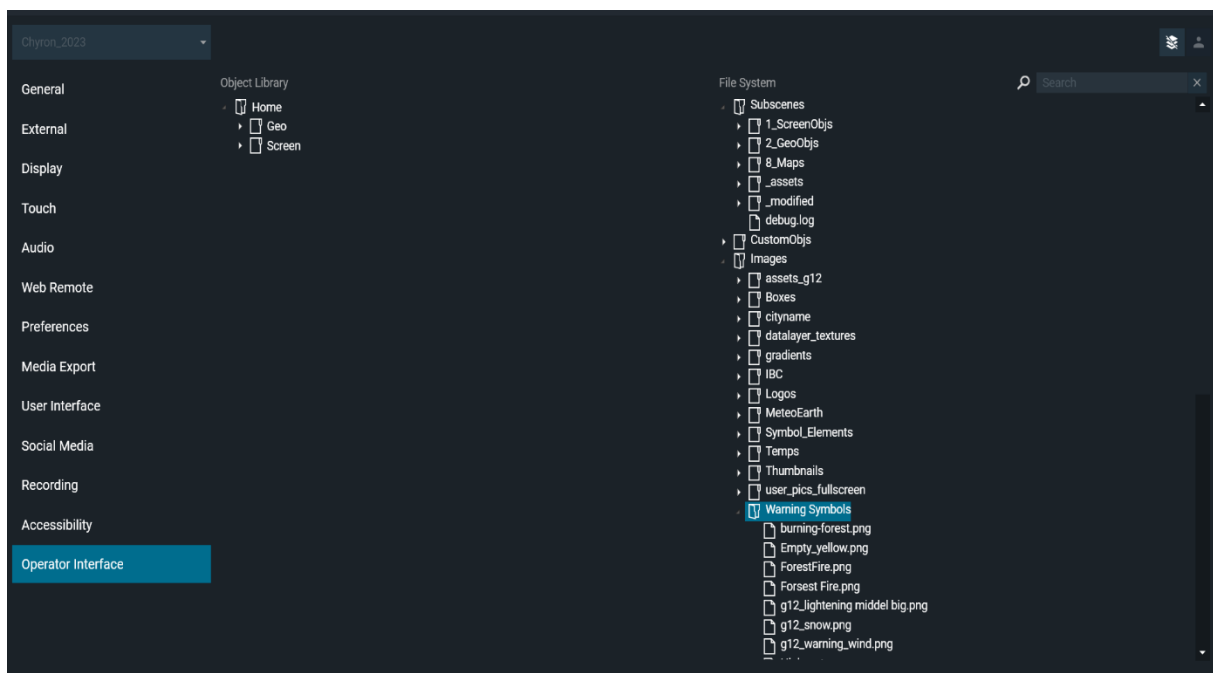 Chyron_2023
General
External
Display
Touch
Audio
Web Remote
Preferences
Media Export
User Interface
Social Media
Recording
Accessibility
Operator Interface
Object Library
Home
Geo
Screen
File System
Search
Subscenes
1_ScreenObjs
2_GeoObjs
8_Maps
_assets
_modified
debug.log
CustomObjs
Images
assets_g12
Boxes
cityname
datalayer_textures
gradients
IBC
Logos
MeteoEarth
Symbol_Elements
Temps
Thumbnails
user_pics_fullscreen
Warning Symbols
burning-forest.png
Empty_yellow.png
ForestFire.png
Forsest Fire.png
g12_lightening middel big.png
g12_snow.png
g12_warning_wind.png